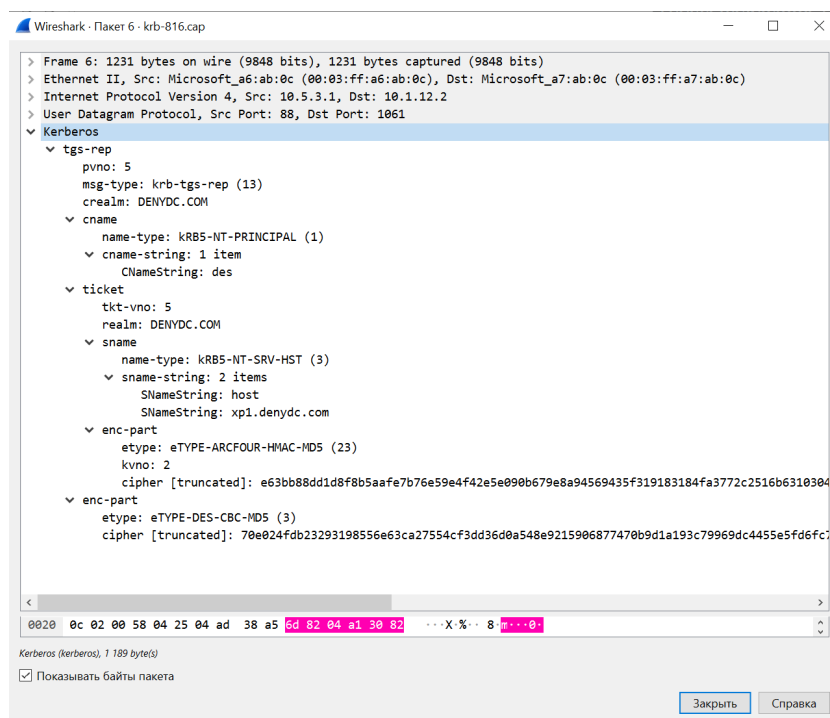 Wireshark · Пакет 6 · krb-816.cap
Frame 6: 1231 bytes on wire (9848 bits), 1231 bytes captured (9848 bits)
Ethernet II, Src: Microsoft_a6:ab:0c (00:03:ff:a6:ab:0c), Dst: Microsoft_a7:ab:0c (00:03:ff:a7:ab:0c)
Internet Protocol Version 4, Src: 10.5.3.1, Dst: 10.1.12.2
User Datagram Protocol, Src Port: 88, Dst Port: 1061
Kerberos
tgs-rep
pvno: 5
msg-type: krb-tgs-rep (13)
crealm: DENYDC.COM
cname
name-type: kRB5-NT-PRINCIPAL (1)
cname-string: 1 item
CNameString: des
ticket
tkt-vno: 5
realm: DENYDC.COM
sname
name-type: kRB5-NT-SRV-HST (3)
sname-string: 2 items
SNameString: host
SNameString: xp1.denydc.com
enc-part
etype: eTYPE-ARCFOUR-HMAC-MD5 (23)
kvno: 2
cipher [truncated]: e63bb88dd1d8f8b5aafe7b76e59e4f42e5e090b679e8a94569435f319183184fa3772c2516b6310304
enc-part
etype: eTYPE-DES-CBC-MD5 (3)
cipher [truncated]: 70e024fdb23293198556e63ca27554cf3dd36d0a548e9215906877470b9d1a193c79969dc4455e5fd6fc7
0020 0c 02 00 58 04 25 04 ad 38 a5 6d 82 04 a1 30 82 ···X·%·· 8·m···0·
Kerberos (kerberos), 1 189 byte(s)
Показывать байты пакета
Закрыть Справка